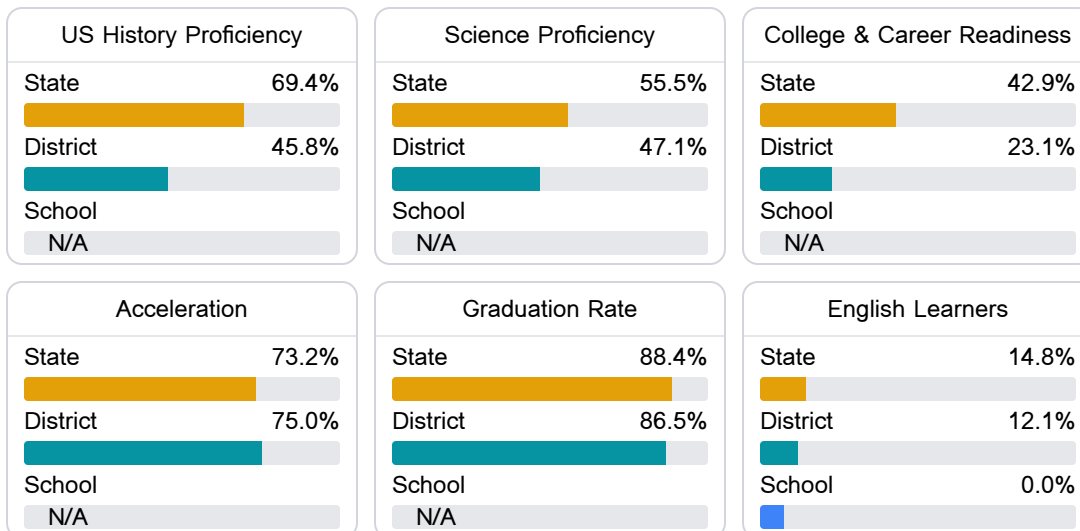 US History Proficiency
State 69.4%
District 45.8%
School
N/A
Science Proficiency
State 55.5%
District 47.1%
School
N/A
College & Career Readiness
State 42.9%
District 23.1%
School
N/A
Acceleration
State 73.2%
District 75.0%
School
N/A
Graduation Rate
State 88.4%
District 86.5%
School
N/A
English Learners
State 14.8%
District 12.1%
School 0.0%